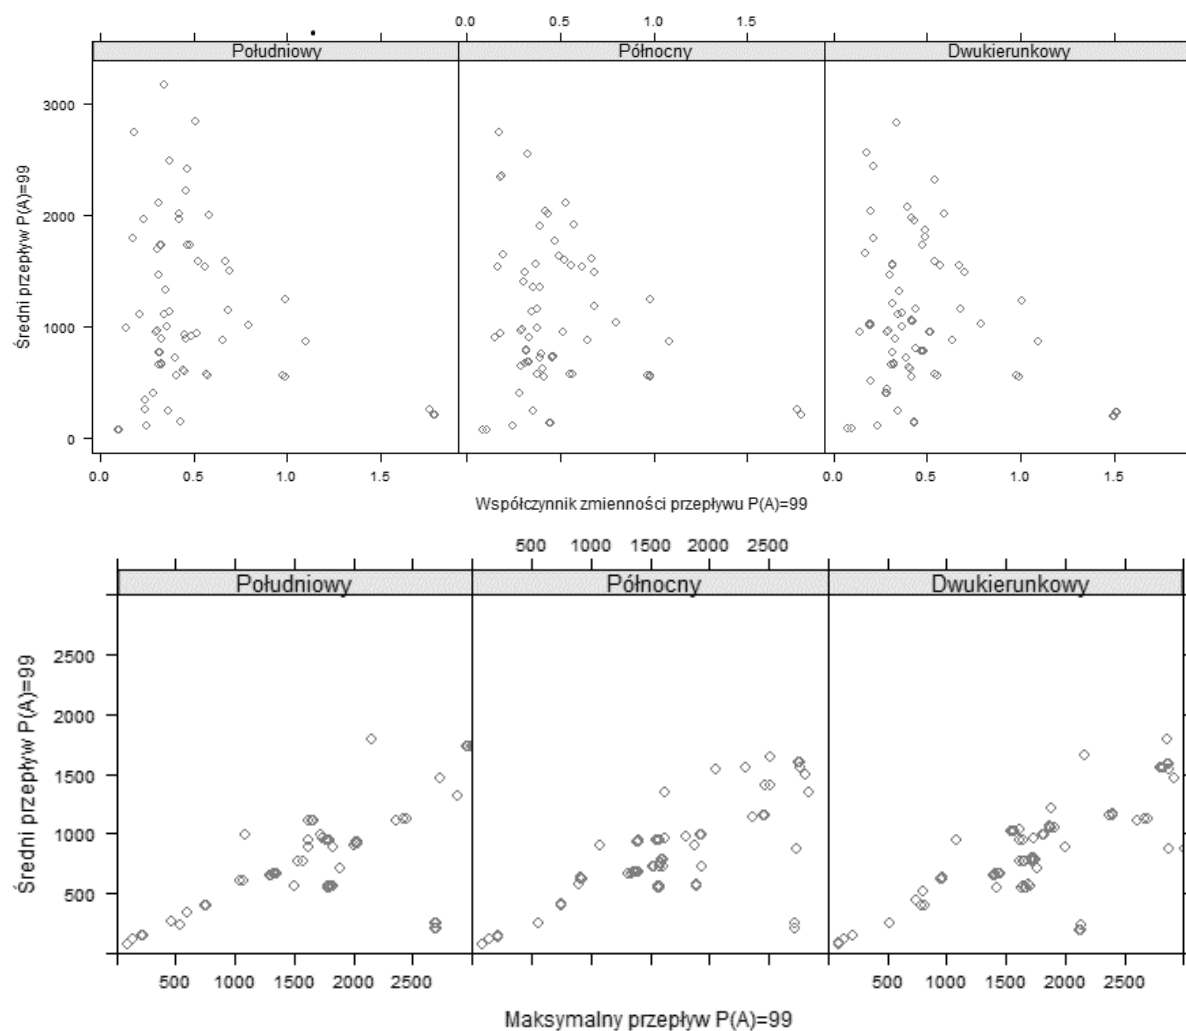 0.0 0.5 1.0 1.5
Południowy Północny Dwukierunkowy
3000
2000
1000
0
Średni przepływ P(A)=99
0.0 0.5 1.0 1.5 0.0 0.5 1.0 1.5
Współczynnik zmienności przepływu P(A)=99
500 1000 1500 2000 2500
Południowy Północny Dwukierunkowy
2500
2000
1500
1000
500
Średni przepływ P(A)=99
500 1000 1500 2000 2500 500 1000 1500 2000 2500
Maksymalny przepływ P(A)=99